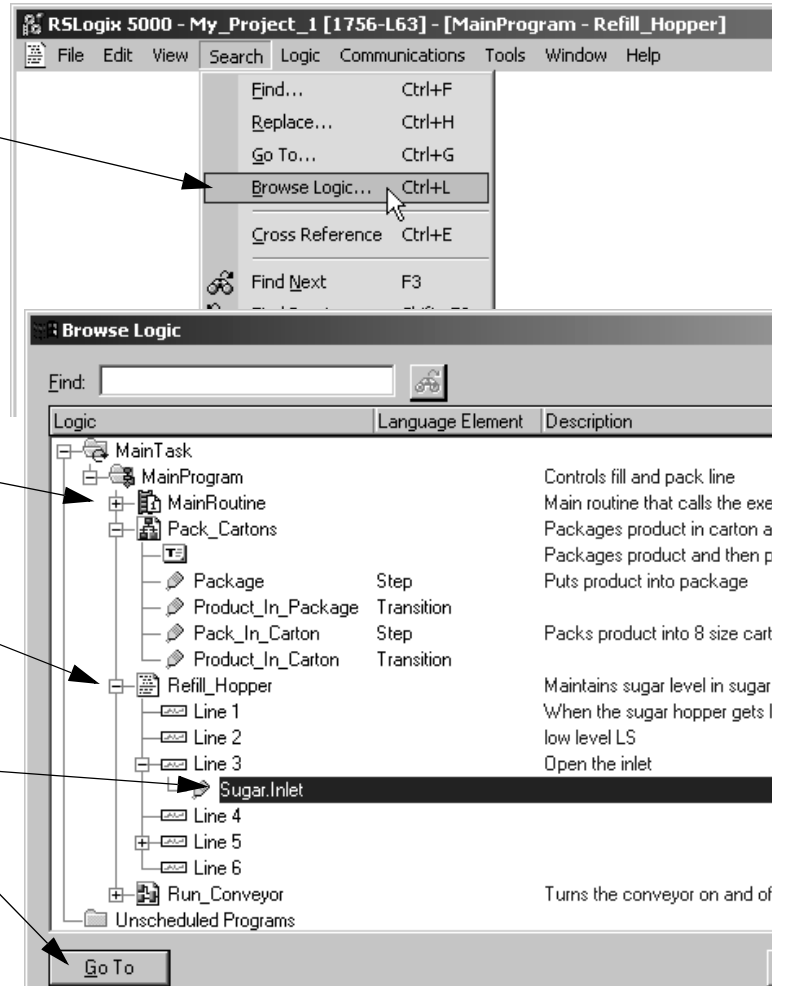 RSLogix 5000 - My_Project_1 [1756-L63] - [MainProgram - Refill_Hopper]
File Edit View Search Logic Communications Tools Window Help
Find... Ctrl+F
Replace... Ctrl+H
Go To... Ctrl+G
Browse Logic... Ctrl+L
Cross Reference Ctrl+E
Find Next F3
Browse Logic
Find:
Logic Language Element Description
MainTask
MainProgram Controls fill and pack line
MainRoutine Main routine that calls the exe
Pack_Cartons Packages product in carton a
Packages product and then p
Package Step Puts product into package
Product_In_Package Transition
Pack_In_Carton Step Packs product into 8 size cart
Product_In_Carton Transition
Refill_Hopper Maintains sugar level in sugar
Line 1 When the sugar hopper gets l
Line 2 low level LS
Line 3 Open the inlet
Sugar.Inlet
Line 4
Line 5
Line 6
Run_Conveyor Turns the conveyor on and of
Unscheduled Programs
Go To